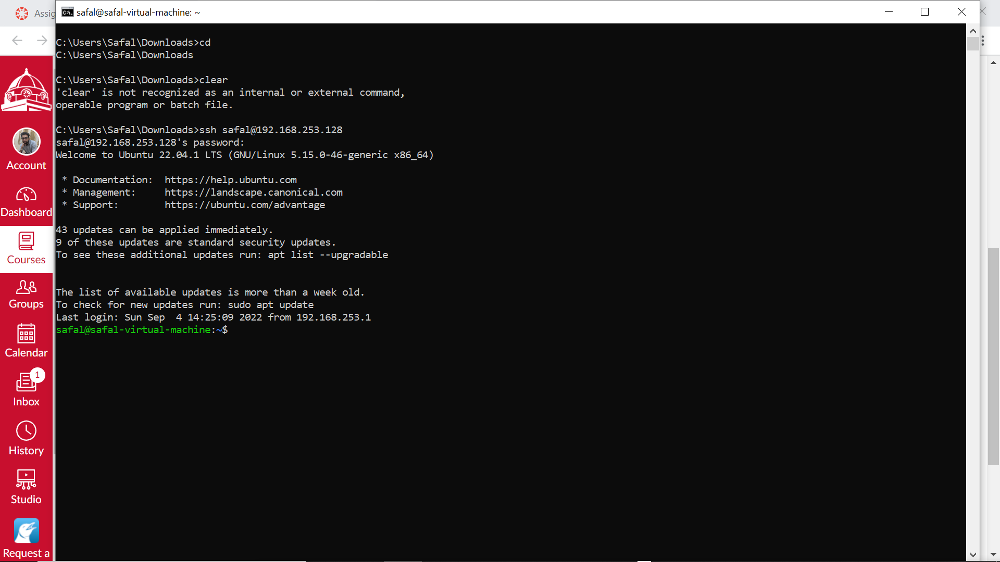 Assig
safal@safal-virtual-machine: ~
C:\Users\Safal\Downloads>cd
C:\Users\Safal\Downloads
C:\Users\Safal\Downloads>clear
'clear' is not recognized as an internal or external command,
operable program or batch file.
C:\Users\Safal\Downloads>ssh safal@192.168.253.128
safal@192.168.253.128's password:
Welcome to Ubuntu 22.04.1 LTS (GNU/Linux 5.15.0-46-generic x86_64)
* Documentation:  https://help.ubuntu.com
* Management:     https://landscape.canonical.com
* Support:        https://ubuntu.com/advantage
43 updates can be applied immediately.
9 of these updates are standard security updates.
To see these additional updates run: apt list --upgradable
The list of available updates is more than a week old.
To check for new updates run: sudo apt update
Last login: Sun Sep  4 14:25:09 2022 from 192.168.253.1
safal@safal-virtual-machine:~$
Account
Dashboard
Courses
Groups
Calendar
1
Inbox
History
Studio
Request a